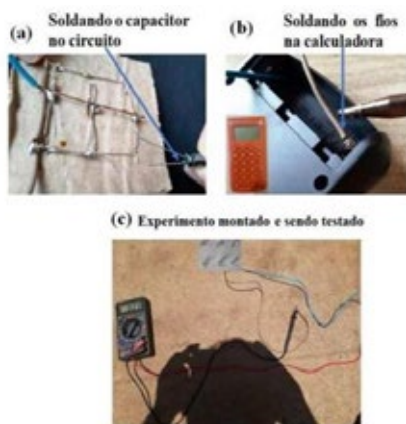 (a) Soldando o capacitor
no circuito
(b) Soldando os fios
na calculadora
(c) Experimento montado e sendo testado